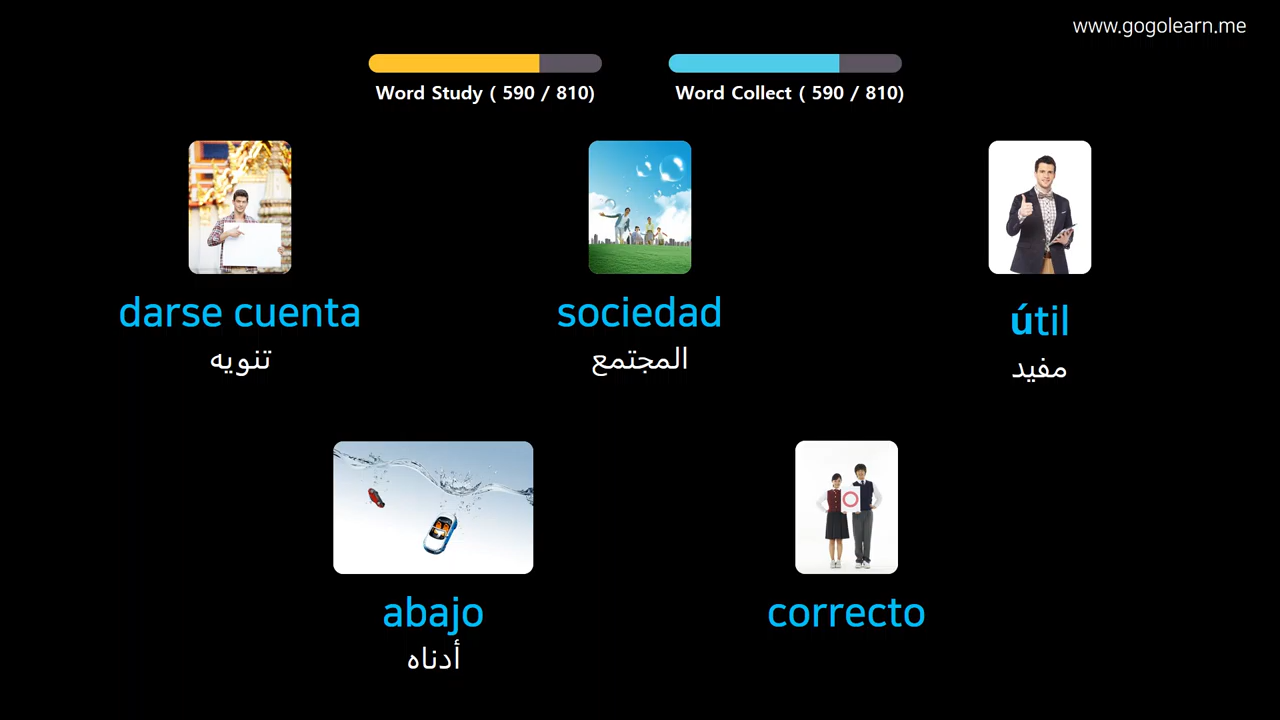 www.gogolearn.me
Word Study ( 590 / 810)
Word Collect ( 590 / 810)
darse cuenta
تنويه
sociedad
المجتمع
útil
مفيد
abajo
أدناه
correcto